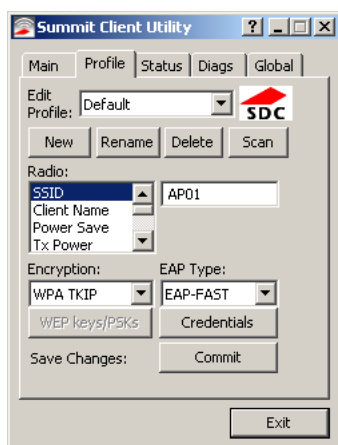 Summit Client Utility
Main Profile Status Diags Global
Edit Profile: Default SDC
New Rename Delete Scan
Radio:
SSID AP01
Client Name
Power Save
Tx Power
Encryption: EAP Type:
WPA TKIP EAP-FAST
WEP keys/PSKs Credentials
Save Changes: Commit
Exit